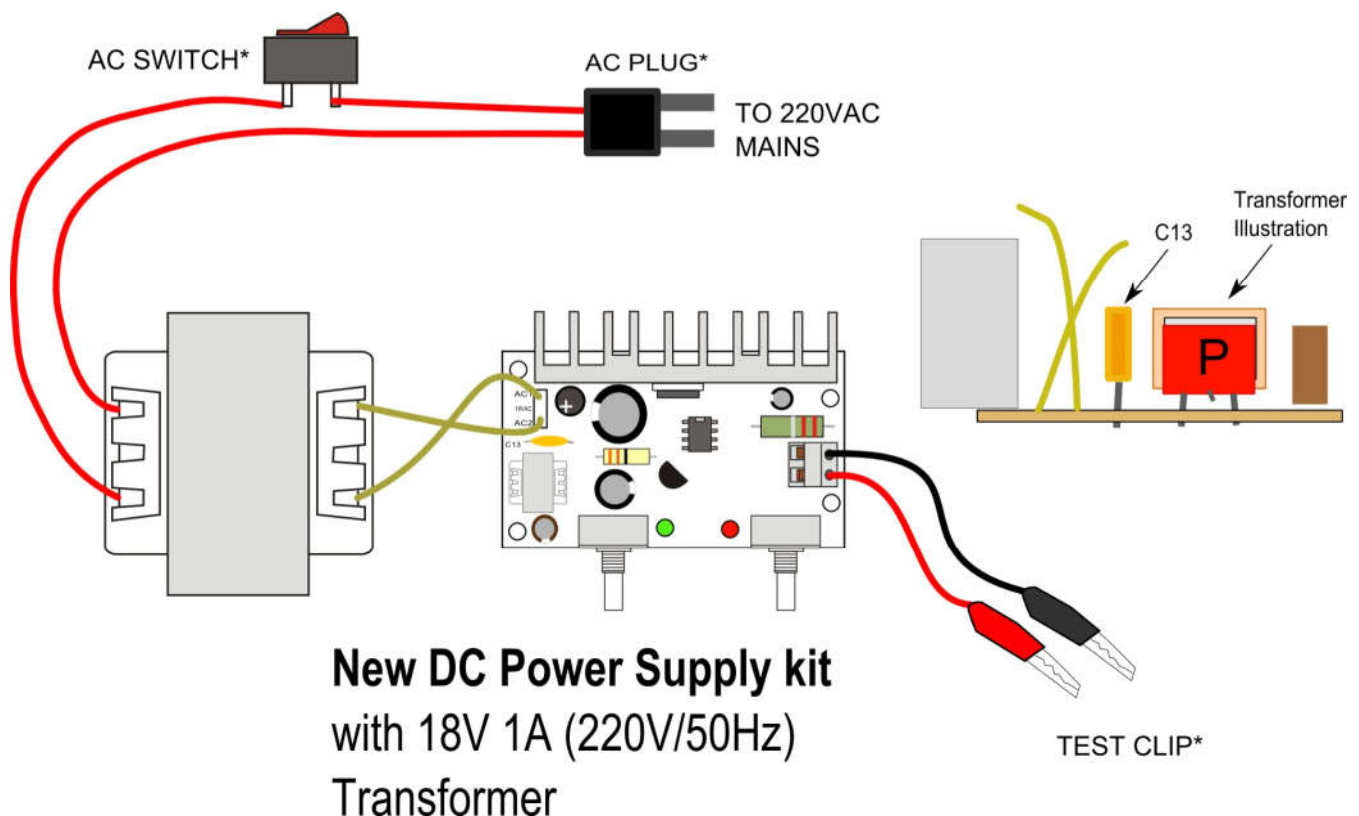 AC SWITCH*
AC PLUG*
TO 220VAC
MAINS
Transformer
Illustration
C13
P
AC1
18VAC
AC2
C13
+
New DC Power Supply kit
with 18V 1A (220V/50Hz)
Transformer
TEST CLIP*